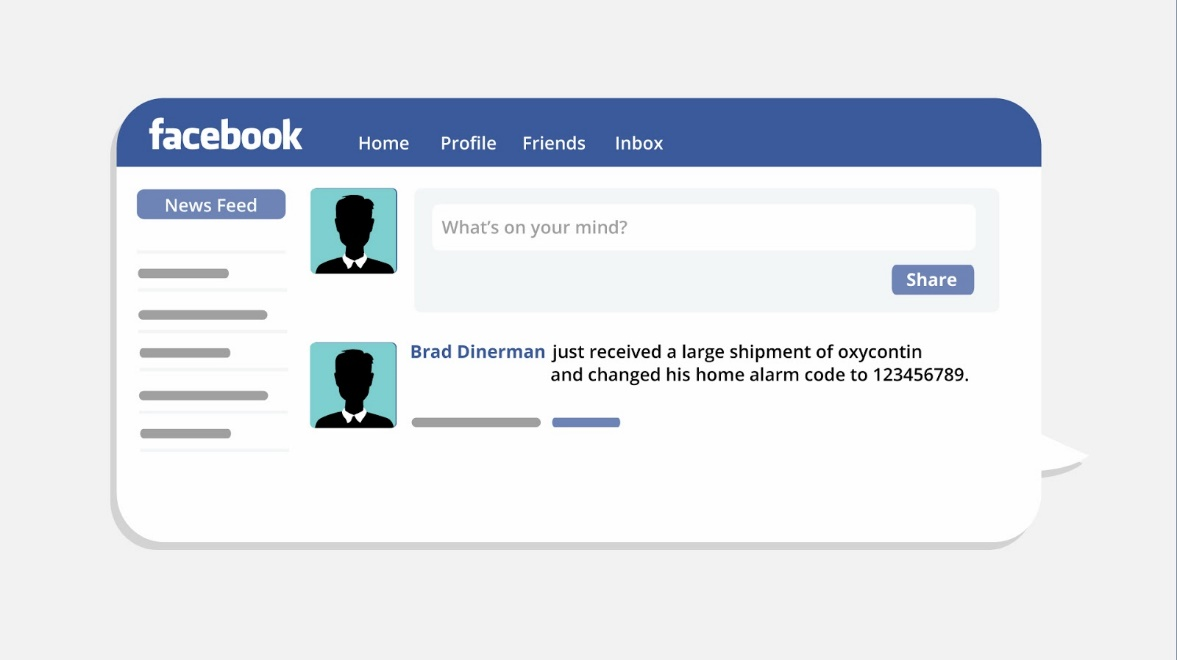 facebook
Home Profile Friends Inbox
News Feed
What's on your mind?
Share
Brad Dinerman just received a large shipment of oxycontin
and changed his home alarm code to 123456789.